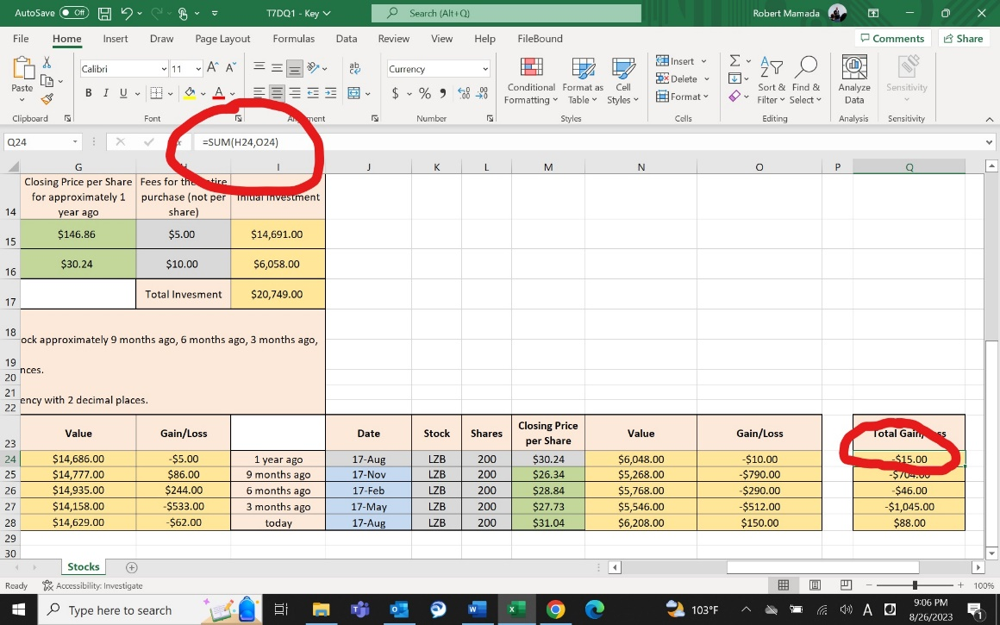 AutoSave Off T7DQ1 - Key Search (Alt+Q) Robert Mamada
File Home Insert Draw Page Layout Formulas Data Review View Help FileBound Comments Share
Calibri 11 ab Currency Insert
Paste B I U A $ % Conditional Format as Cell Delete Sort & Find & Analyze Sensitivity
Formatting Table Styles Format Filter Select Data
Clipboard Font Number Styles Cells Editing Analysis Sensitivity
Q24 =SUM(H24,O24)
G H I J K L M N O P Q
Closing Price per Share Fees for the entire
for approximately 1 purchase (not per Initial Investment
14 year ago share)
15 $146.86 $5.00 $14,691.00
16 $30.24 $10.00 $6,058.00
17 Total Invesment $20,749.00
18
ock approximately 9 months ago, 6 months ago, 3 months ago,
19
nces.
20
21
ency with 2 decimal places.
22
23 Value Gain/Loss Date Stock Shares Closing Price per Share Value Gain/Loss Total Gain/Loss
24 $14,686.00 -$5.00 1 year ago 17-Aug LZB 200 $30.24 $6,048.00 -$10.00 -$15.00
25 $14,777.00 $86.00 9 months ago 17-Nov LZB 200 $26.34 $5,268.00 -$790.00 -$704.00
26 $14,935.00 $244.00 6 months ago 17-Feb LZB 200 $28.84 $5,768.00 -$290.00 -$46.00
27 $14,158.00 -$533.00 3 months ago 17-May LZB 200 $27.73 $5,546.00 -$512.00 -$1,045.00
28 $14,629.00 -$62.00 today 17-Aug LZB 200 $31.04 $6,208.00 $150.00 $88.00
29
30
Stocks
Ready Accessibility: Investigate 100%
Type here to search 103°F 9:06 PM
8/26/2023